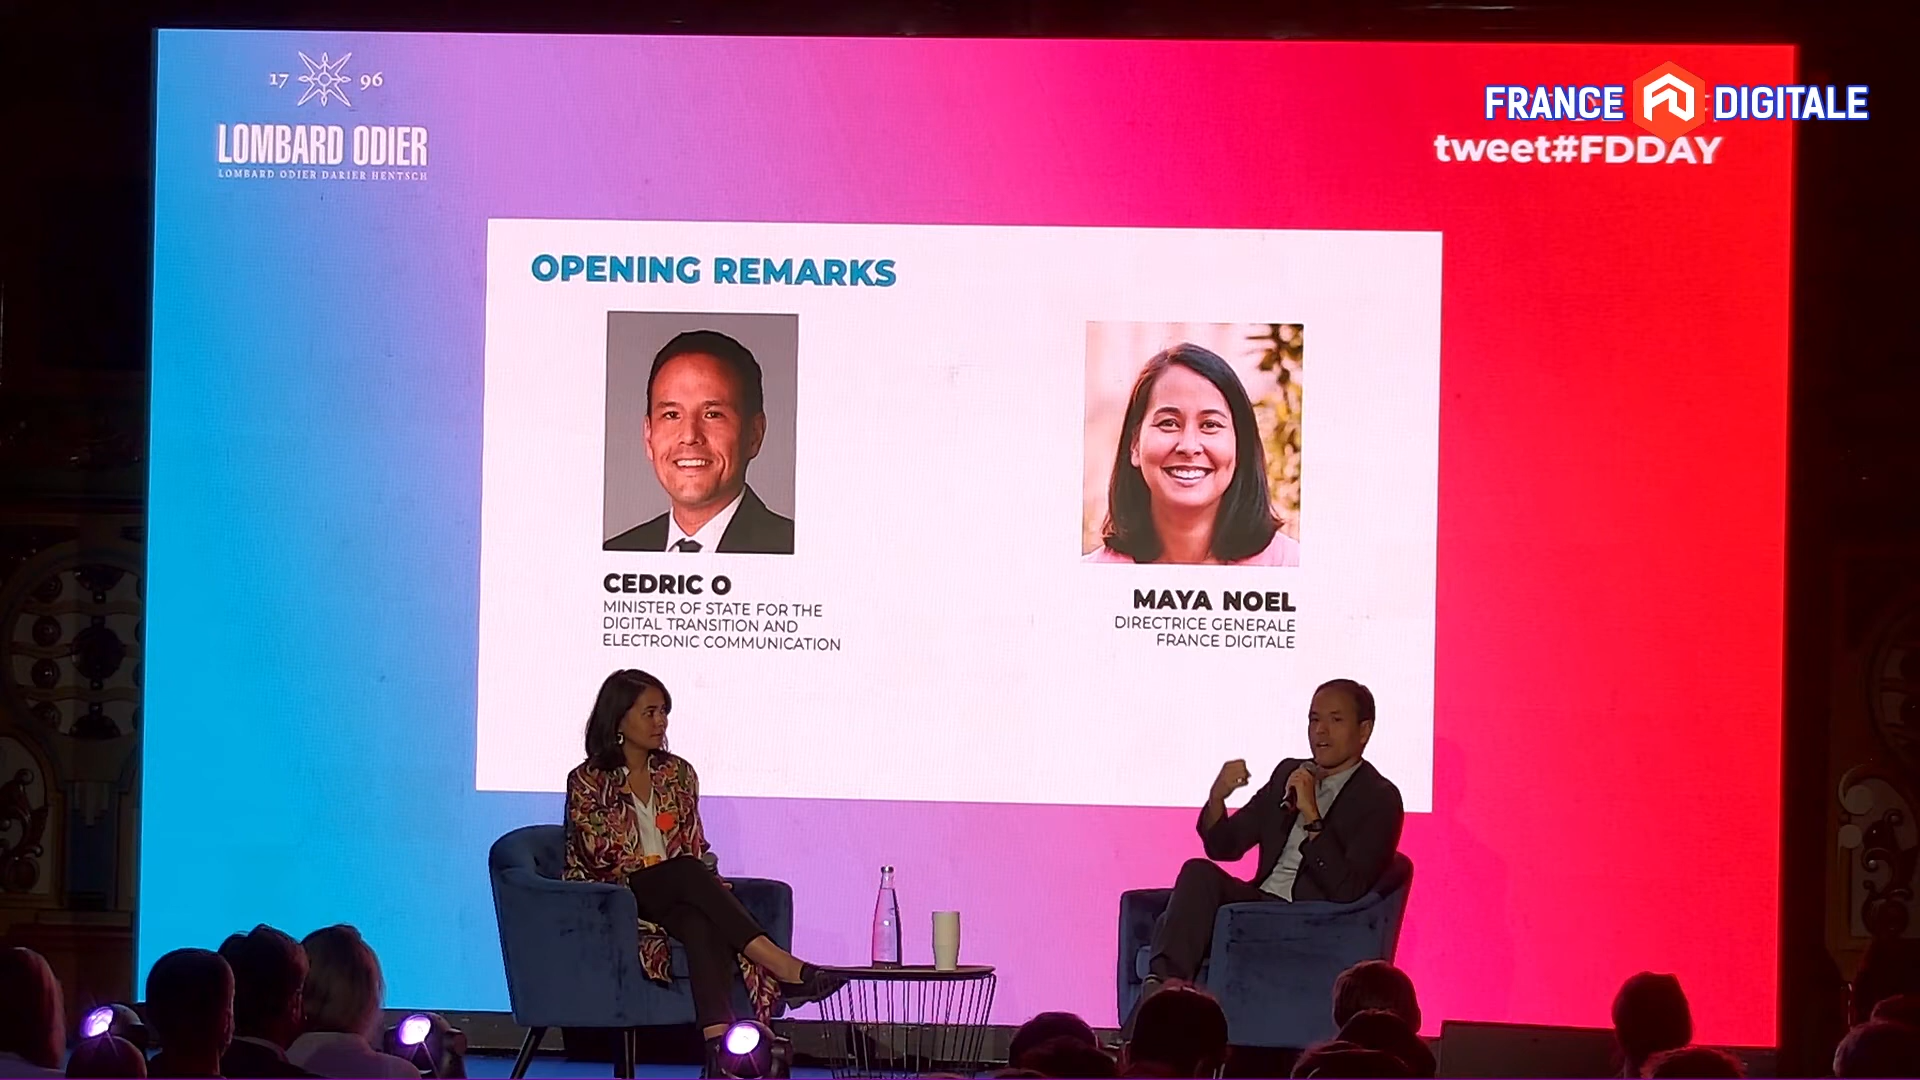 17 96
LOMBARD ODIER
LOMBARD ODIER DARIER HENTSCH
FRANCE DIGITALE
tweet#FDDAY
OPENING REMARKS
CEDRIC O
MINISTER OF STATE FOR THE
DIGITAL TRANSITION AND
ELECTRONIC COMMUNICATION
MAYA NOEL
DIRECTRICE GENERALE
FRANCE DIGITALE